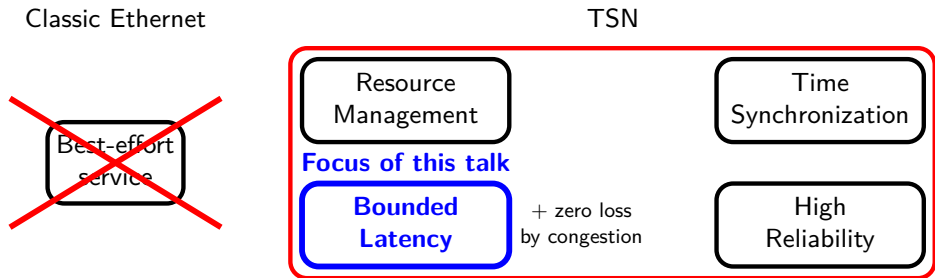 Classic Ethernet
TSN
Resource
Management
Time
Synchronization
Best-effort
service
Focus of this talk
Bounded
Latency
+ zero loss
by congestion
High
Reliability